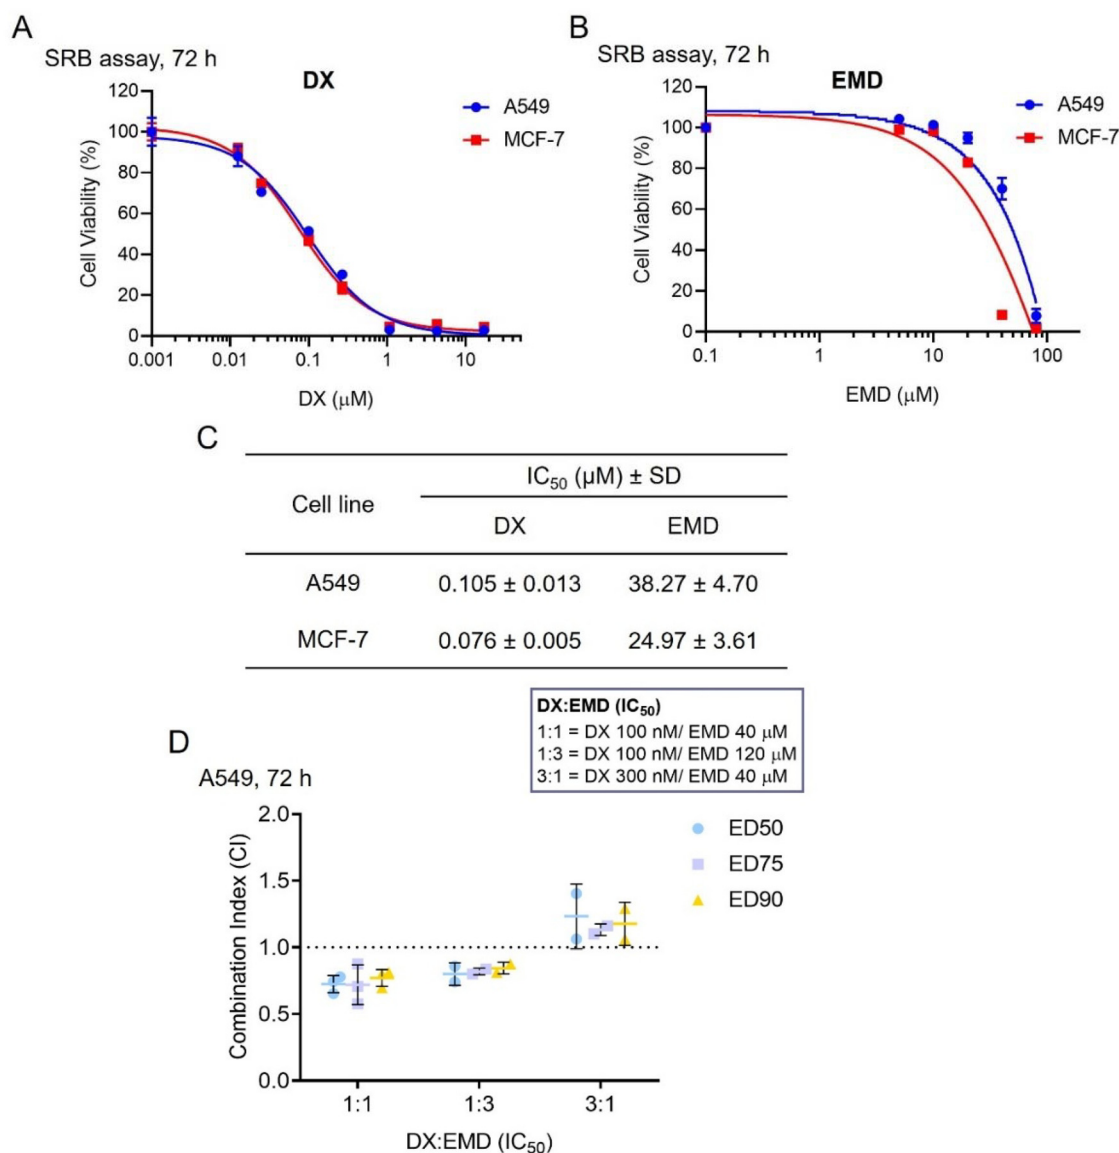 A
SRB assay, 72 h
DX
A549
MCF-7
Cell Viability (%)
120
100
80
60
40
20
0
0.001
0.01
0.1
1
10
DX (μM)
B
SRB assay, 72 h
EMD
A549
MCF-7
Cell Viability (%)
120
100
80
60
40
20
0
0.1
1
10
100
EMD (μM)
C
Cell line
IC50 (μM) ± SD
DX EMD
A549 0.105 ± 0.013 38.27 ± 4.70
MCF-7 0.076 ± 0.005 24.97 ± 3.61
DX:EMD (IC50)
1:1 = DX 100 nM/ EMD 40 μM
1:3 = DX 100 nM/ EMD 120 μM
3:1 = DX 300 nM/ EMD 40 μM
D
A549, 72 h
Combination Index (CI)
2.0
1.5
1.0
0.5
0.0
1:1
1:3
3:1
DX:EMD (IC50)
ED50
ED75
ED90